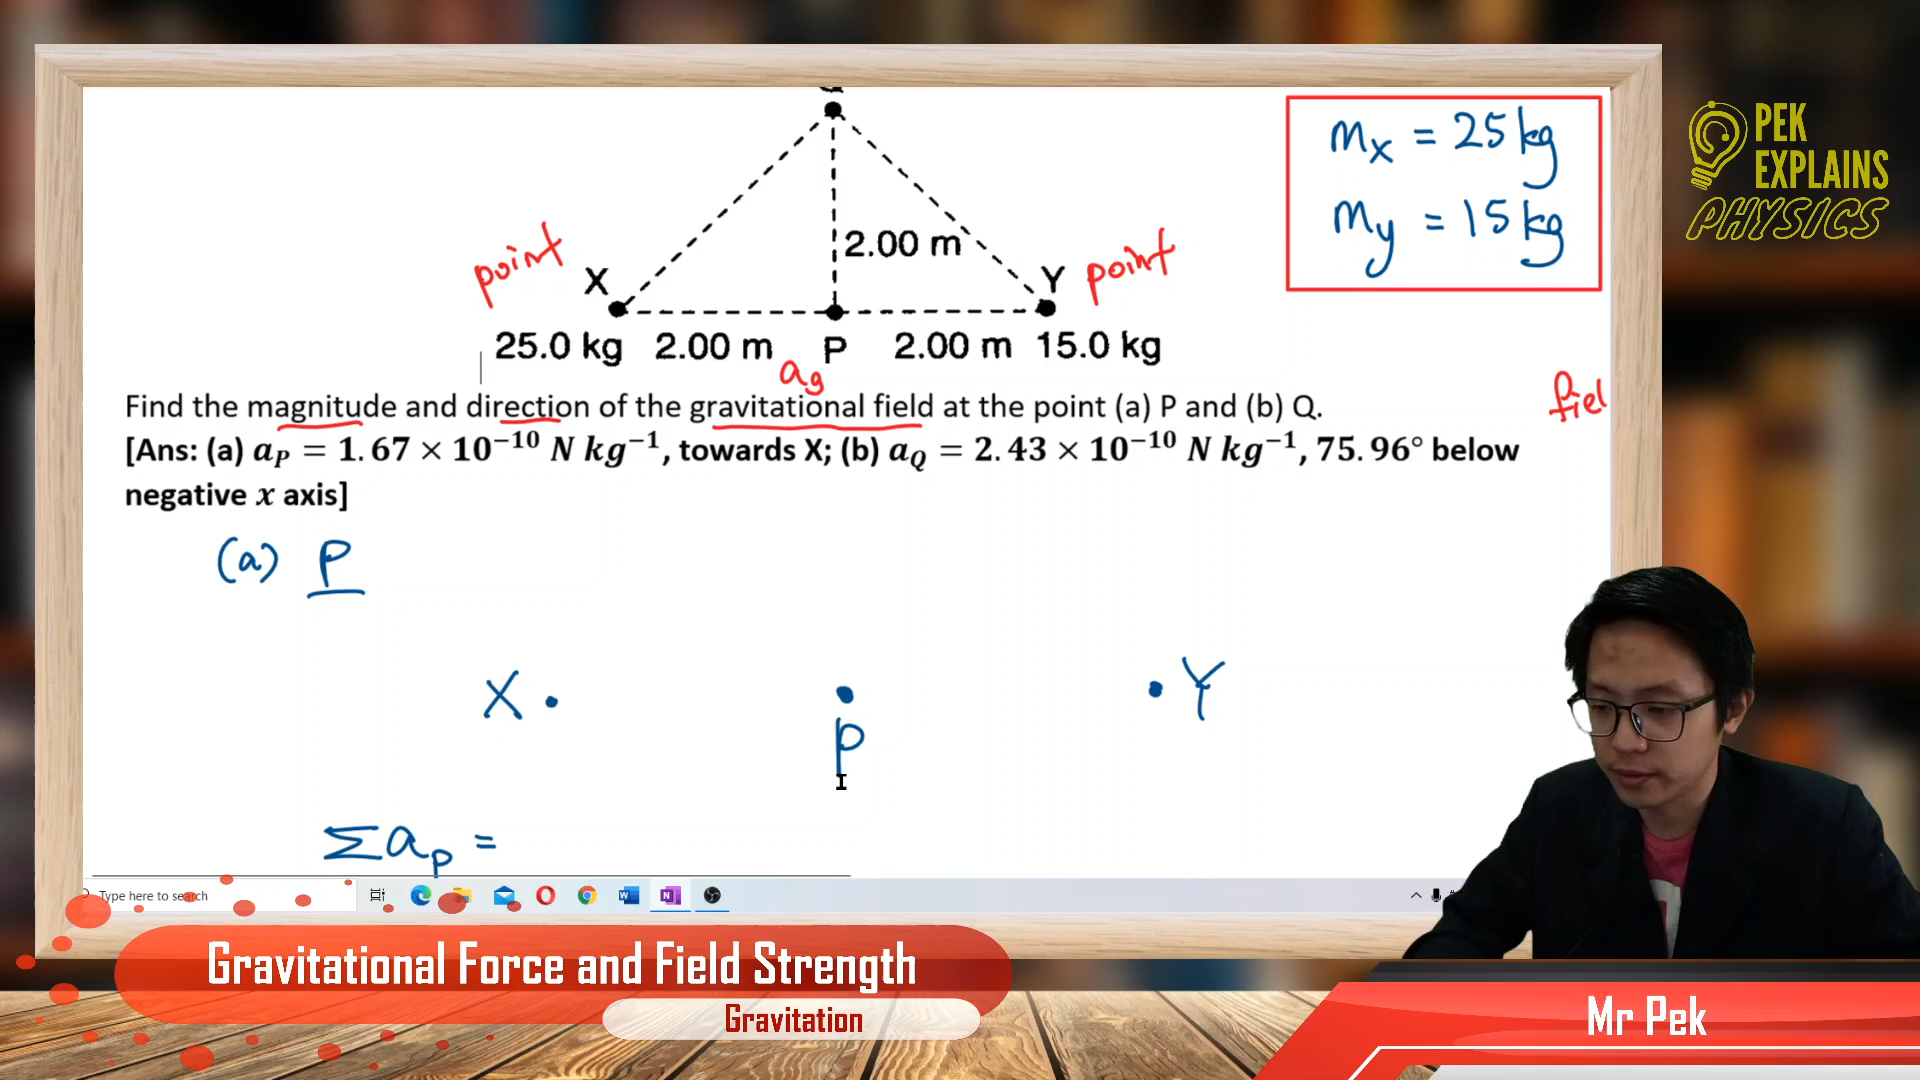 m_x = 25 kg
m_y = 15 kg
PEK
EXPLAINS
PHYSICS
2.00 m
point X
Y point
25.0 kg 2.00 m P 2.00 m 15.0 kg
a_g
Find the magnitude and direction of the gravitational field at the point (a) P and (b) Q.
fiel
[Ans: (a) a_P = 1.67 × 10⁻¹⁰ N kg⁻¹, towards X; (b) a_Q = 2.43 × 10⁻¹⁰ N kg⁻¹, 75.96° below
negative x axis]
(a) P
X
Y
P
Σa_p =
Type here to search
Gravitational Force and Field Strength
Gravitation
Mr Pek